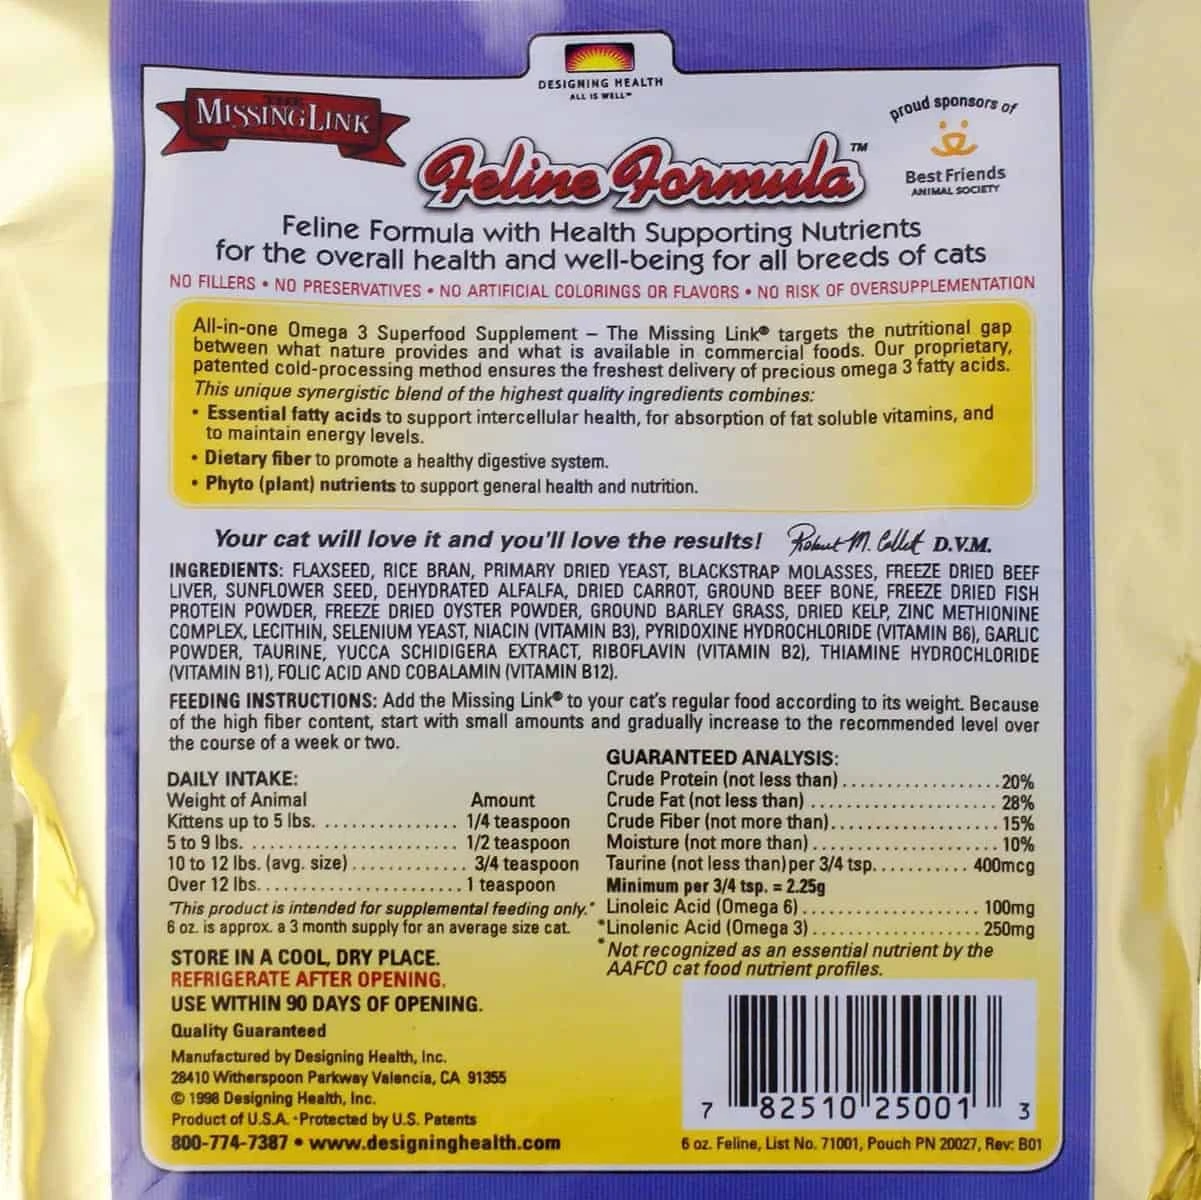 DESIGNING HEALTH
ALL IS WELL™
THE
MISSING LINK
proud sponsors of
Best Friends
ANIMAL SOCIETY
Feline Formula™
Feline Formula with Health Supporting Nutrients
for the overall health and well-being for all breeds of cats
NO FILLERS • NO PRESERVATIVES • NO ARTIFICIAL COLORINGS OR FLAVORS • NO RISK OF OVERSUPPLEMENTATION
All-in-one Omega 3 Superfood Supplement – The Missing Link® targets the nutritional gap
between what nature provides and what is available in commercial foods. Our proprietary,
patented cold-processing method ensures the freshest delivery of precious omega 3 fatty acids.
This unique synergistic blend of the highest quality ingredients combines:
• Essential fatty acids to support intercellular health, for absorption of fat soluble vitamins, and
to maintain energy levels.
• Dietary fiber to promote a healthy digestive system.
• Phyto (plant) nutrients to support general health and nutrition.
Your cat will love it and you'll love the results! Robert M. Collett D.V.M.
INGREDIENTS: FLAXSEED, RICE BRAN, PRIMARY DRIED YEAST, BLACKSTRAP MOLASSES, FREEZE DRIED BEEF
LIVER, SUNFLOWER SEED, DEHYDRATED ALFALFA, DRIED CARROT, GROUND BEEF BONE, FREEZE DRIED FISH
PROTEIN POWDER, FREEZE DRIED OYSTER POWDER, GROUND BARLEY GRASS, DRIED KELP, ZINC METHIONINE
COMPLEX, LECITHIN, SELENIUM YEAST, NIACIN (VITAMIN B3), PYRIDOXINE HYDROCHLORIDE (VITAMIN B6), GARLIC
POWDER, TAURINE, YUCCA SCHIDIGERA EXTRACT, RIBOFLAVIN (VITAMIN B2), THIAMINE HYDROCHLORIDE
(VITAMIN B1), FOLIC ACID AND COBALAMIN (VITAMIN B12).
FEEDING INSTRUCTIONS: Add the Missing Link® to your cat's regular food according to its weight. Because
of the high fiber content, start with small amounts and gradually increase to the recommended level over
the course of a week or two.
DAILY INTAKE:
Weight of Animal Amount
Kittens up to 5 lbs. .............. 1/4 teaspoon
5 to 9 lbs. ...................... 1/2 teaspoon
10 to 12 lbs. (avg. size) ........... 3/4 teaspoon
Over 12 lbs. ..................... 1 teaspoon
"This product is intended for supplemental feeding only."
6 oz. is approx. a 3 month supply for an average size cat.
STORE IN A COOL, DRY PLACE.
REFRIGERATE AFTER OPENING.
USE WITHIN 90 DAYS OF OPENING.
Quality Guaranteed
Manufactured by Designing Health, Inc.
28410 Witherspoon Parkway Valencia, CA 91355
© 1998 Designing Health, Inc.
Product of U.S.A. • Protected by U.S. Patents
800-774-7387 • www.designinghealth.com
GUARANTEED ANALYSIS:
Crude Protein (not less than) ................ 20%
Crude Fat (not less than) .................... 28%
Crude Fiber (not more than) .................. 15%
Moisture (not more than) .................... 10%
Taurine (not less than) per 3/4 tsp. ........... 400mcg
Minimum per 3/4 tsp. = 2.25g
Linoleic Acid (Omega 6) .................... 100mg
*Linolenic Acid (Omega 3) ................... 250mg
*Not recognized as an essential nutrient by the
AAFCO cat food nutrient profiles.
7 82510 25001 3
6 oz. Feline, List No. 71001, Pouch PN 20027, Rev: B01